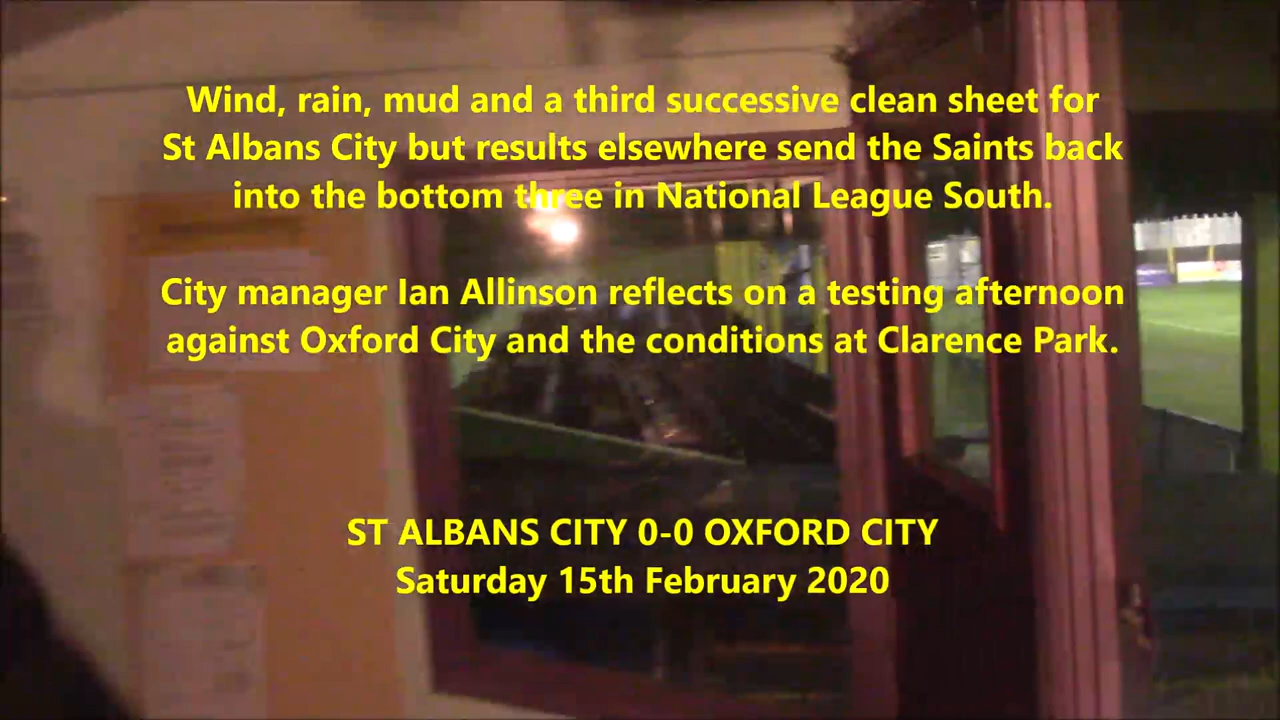 Wind, rain, mud and a third successive clean sheet for
St Albans City but results elsewhere send the Saints back
into the bottom three in National League South.
City manager Ian Allinson reflects on a testing afternoon
against Oxford City and the conditions at Clarence Park.
ST ALBANS CITY 0-0 OXFORD CITY
Saturday 15th February 2020